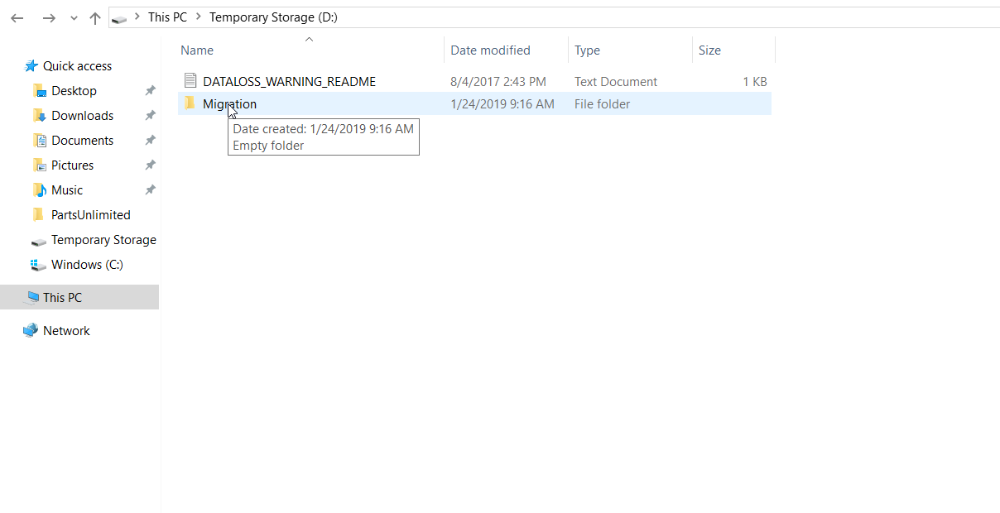 This PC > Temporary Storage (D:)
Name Date modified Type Size
DATALOSS_WARNING_README 8/4/2017 2:43 PM Text Document 1 KB
Migration 1/24/2019 9:16 AM File folder
Date created: 1/24/2019 9:16 AM
Empty folder
Quick access
Desktop
Downloads
Documents
Pictures
Music
PartsUnlimited
Temporary Storage
Windows (C:)
This PC
Network